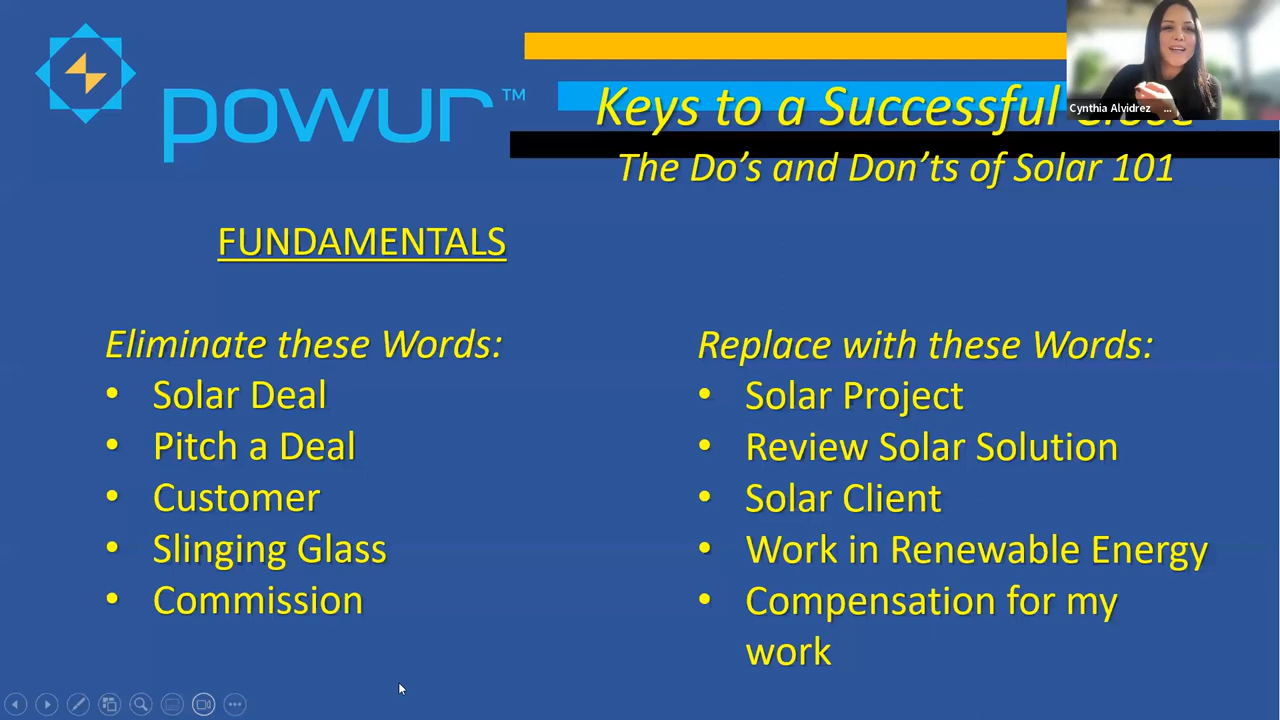 powur™
Cynthia Alyidrez ...
Keys to a Successful
The Do's and Don'ts of Solar 101
FUNDAMENTALS
Eliminate these Words:
• Solar Deal
• Pitch a Deal
• Customer
• Slinging Glass
• Commission
Replace with these Words:
• Solar Project
• Review Solar Solution
• Solar Client
• Work in Renewable Energy
• Compensation for my
work